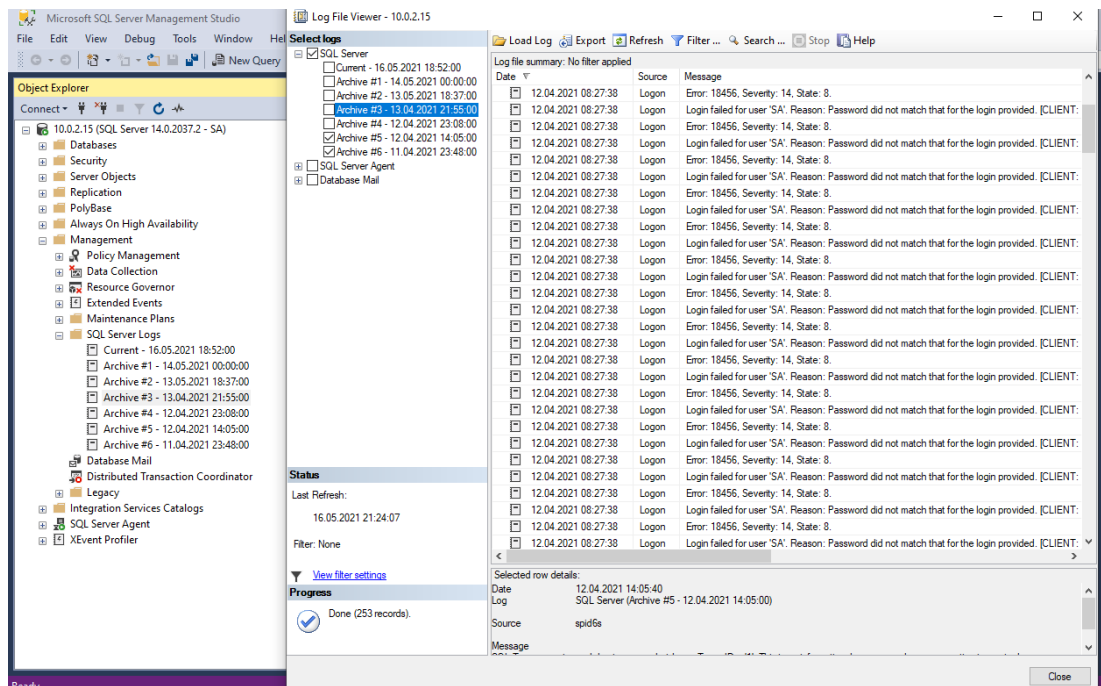 Microsoft SQL Server Management Studio
File Edit View Debug Tools Window Hel
New Query
Object Explorer
Connect
10.0.2.15 (SQL Server 14.0.2037.2 - SA)
Databases
Security
Server Objects
Replication
PolyBase
Always On High Availability
Management
Policy Management
Data Collection
Resource Governor
Extended Events
Maintenance Plans
SQL Server Logs
Current - 16.05.2021 18:52:00
Archive #1 - 14.05.2021 00:00:00
Archive #2 - 13.05.2021 18:37:00
Archive #3 - 13.04.2021 21:55:00
Archive #4 - 12.04.2021 23:08:00
Archive #5 - 12.04.2021 14:05:00
Archive #6 - 11.04.2021 23:48:00
Database Mail
Distributed Transaction Coordinator
Legacy
Integration Services Catalogs
SQL Server Agent
XEvent Profiler
Log File Viewer - 10.0.2.15
Select logs
SQL Server
Current - 16.05.2021 18:52:00
Archive #1 - 14.05.2021 00:00:00
Archive #2 - 13.05.2021 18:37:00
Archive #3 - 13.04.2021 21:55:00
Archive #4 - 12.04.2021 23:08:00
Archive #5 - 12.04.2021 14:05:00
Archive #6 - 11.04.2021 23:48:00
SQL Server Agent
Database Mail
Status
Last Refresh:
16.05.2021 21:24:07
Filter: None
View filter settings
Progress
Done (253 records).
Load Log Export Refresh Filter ... Search ... Stop Help
Log file summary: No filter applied
Date Source Message
12.04.2021 08:27:38 Logon Error: 18456, Severity: 14, State: 8.
12.04.2021 08:27:38 Logon Login failed for user 'SA'. Reason: Password did not match that for the login provided. [CLIENT:
12.04.2021 08:27:38 Logon Error: 18456, Severity: 14, State: 8.
12.04.2021 08:27:38 Logon Login failed for user 'SA'. Reason: Password did not match that for the login provided. [CLIENT:
12.04.2021 08:27:38 Logon Error: 18456, Severity: 14, State: 8.
12.04.2021 08:27:38 Logon Login failed for user 'SA'. Reason: Password did not match that for the login provided. [CLIENT:
12.04.2021 08:27:38 Logon Error: 18456, Severity: 14, State: 8.
12.04.2021 08:27:38 Logon Login failed for user 'SA'. Reason: Password did not match that for the login provided. [CLIENT:
12.04.2021 08:27:38 Logon Error: 18456, Severity: 14, State: 8.
12.04.2021 08:27:38 Logon Login failed for user 'SA'. Reason: Password did not match that for the login provided. [CLIENT:
12.04.2021 08:27:38 Logon Error: 18456, Severity: 14, State: 8.
12.04.2021 08:27:38 Logon Login failed for user 'SA'. Reason: Password did not match that for the login provided. [CLIENT:
12.04.2021 08:27:38 Logon Error: 18456, Severity: 14, State: 8.
12.04.2021 08:27:38 Logon Login failed for user 'SA'. Reason: Password did not match that for the login provided. [CLIENT:
12.04.2021 08:27:38 Logon Error: 18456, Severity: 14, State: 8.
12.04.2021 08:27:38 Logon Login failed for user 'SA'. Reason: Password did not match that for the login provided. [CLIENT:
12.04.2021 08:27:38 Logon Error: 18456, Severity: 14, State: 8.
12.04.2021 08:27:38 Logon Login failed for user 'SA'. Reason: Password did not match that for the login provided. [CLIENT:
12.04.2021 08:27:38 Logon Error: 18456, Severity: 14, State: 8.
12.04.2021 08:27:38 Logon Login failed for user 'SA'. Reason: Password did not match that for the login provided. [CLIENT:
12.04.2021 08:27:38 Logon Error: 18456, Severity: 14, State: 8.
12.04.2021 08:27:38 Logon Login failed for user 'SA'. Reason: Password did not match that for the login provided. [CLIENT:
12.04.2021 08:27:38 Logon Error: 18456, Severity: 14, State: 8.
12.04.2021 08:27:38 Logon Login failed for user 'SA'. Reason: Password did not match that for the login provided. [CLIENT:
12.04.2021 08:27:38 Logon Error: 18456, Severity: 14, State: 8.
12.04.2021 08:27:38 Logon Login failed for user 'SA'. Reason: Password did not match that for the login provided. [CLIENT:
12.04.2021 08:27:38 Logon Error: 18456, Severity: 14, State: 8.
12.04.2021 08:27:38 Logon Login failed for user 'SA'. Reason: Password did not match that for the login provided. [CLIENT:
Selected row details:
Date 12.04.2021 14:05:40
Log SQL Server (Archive #5 - 12.04.2021 14:05:00)
Source spid6s
Message
Close